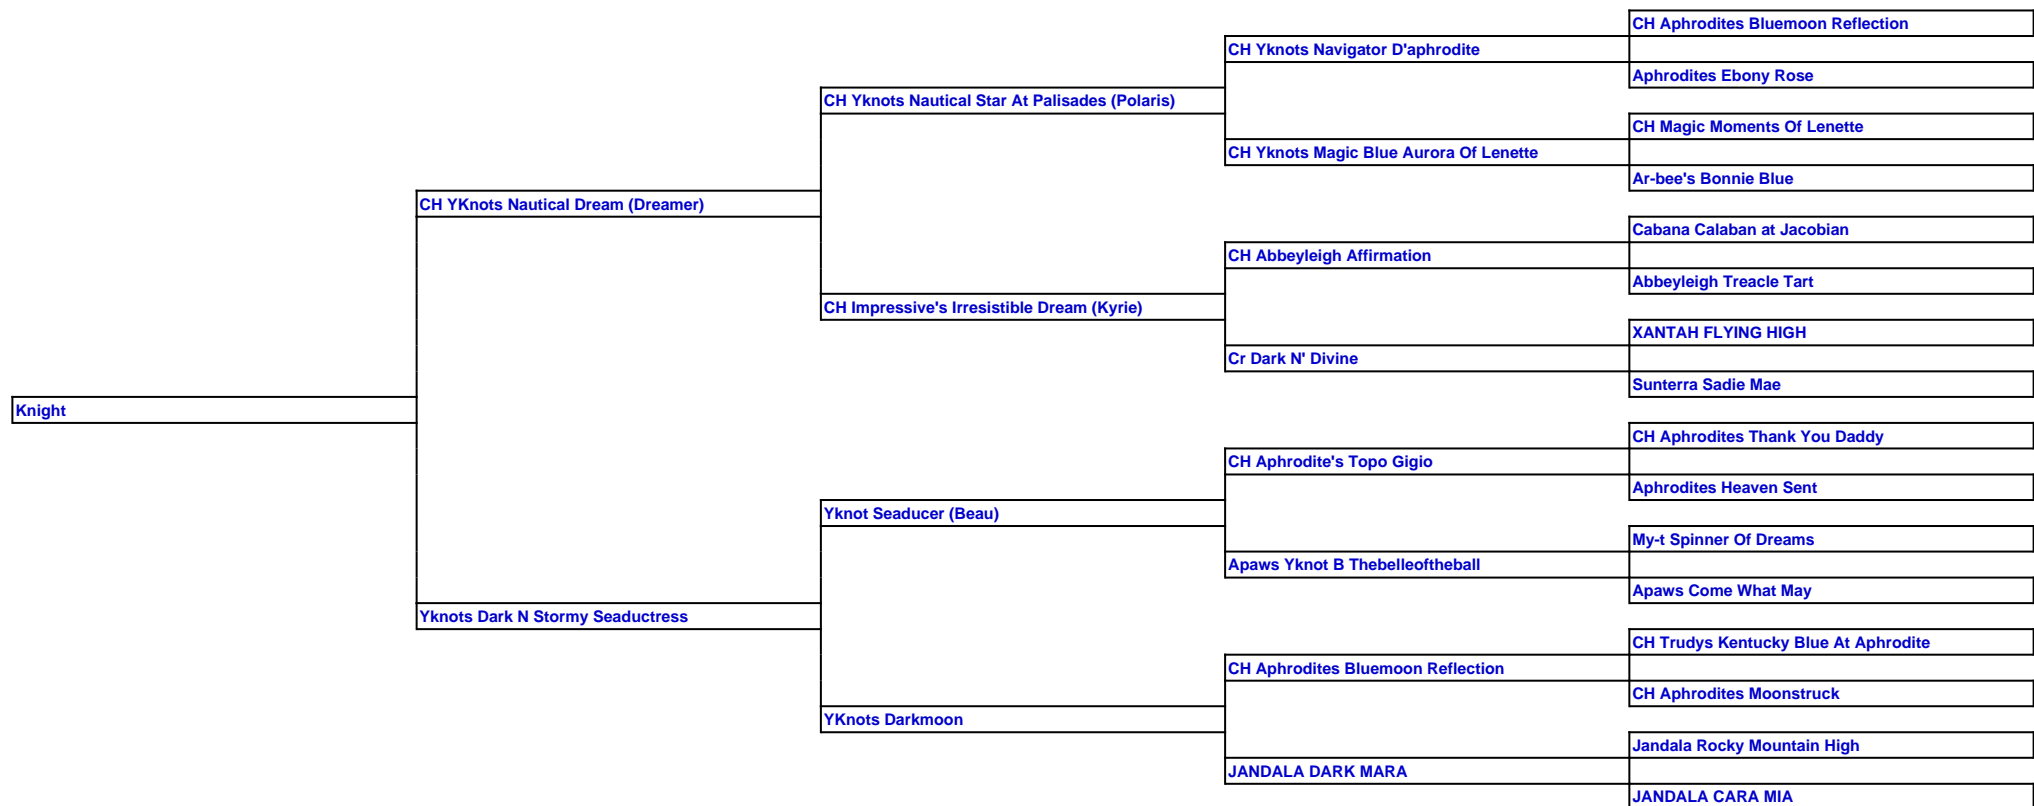 CH Aphrodites Bluemoon Reflection
CH Yknots Navigator D'aphrodite
Aphrodites Ebony Rose
CH Yknots Nautical Star At Palisades (Polaris)
CH Magic Moments Of Lenette
CH Yknots Magic Blue Aurora Of Lenette
Ar-bee's Bonnie Blue
CH YKnots Nautical Dream (Dreamer)
Cabana Calaban at Jacobian
CH Abbeyleigh Affirmation
Abbeyleigh Treacle Tart
CH Impressive's Irresistible Dream (Kyrie)
XANTAH FLYING HIGH
Cr Dark N' Divine
Sunterra Sadie Mae
Knight
CH Aphrodites Thank You Daddy
CH Aphrodite's Topo Gigio
Aphrodites Heaven Sent
Yknot Seaducer (Beau)
My-t Spinner Of Dreams
Apaws Yknot B Thebelleoftheball
Apaws Come What May
Yknots Dark N Stormy Seaductress
CH Trudys Kentucky Blue At Aphrodite
CH Aphrodites Bluemoon Reflection
CH Aphrodites Moonstruck
YKnots Darkmoon
Jandala Rocky Mountain High
JANDALA DARK MARA
JANDALA CARA MIA